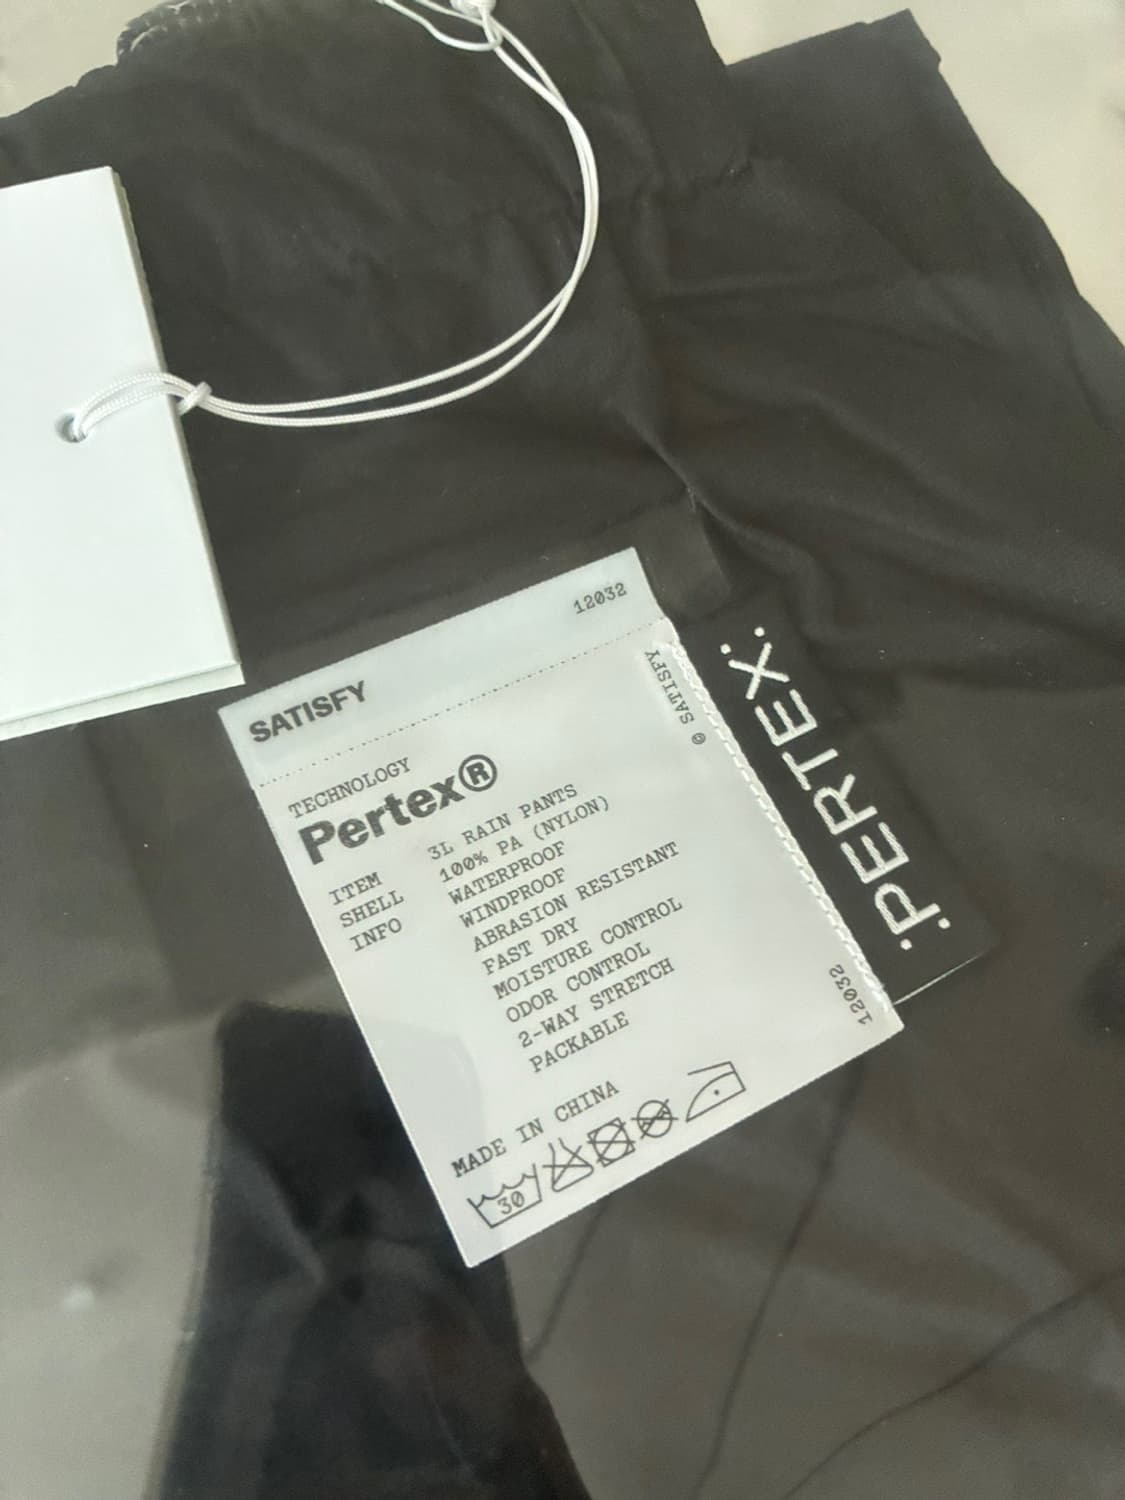 SATISFY 12032
TECHNOLOGY
Pertex®
ITEM 3L RAIN PANTS
SHELL 100% PA (NYLON)
INFO WATERPROOF
WINDPROOF
ABRASION RESISTANT
FAST DRY
MOISTURE CONTROL
ODOR CONTROL
2-WAY STRETCH
PACKABLE
MADE IN CHINA
30
© SATISFY
12032
PERTEX